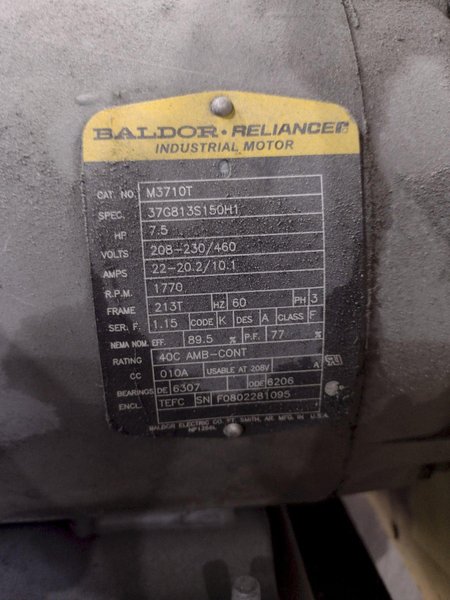 BALDOR · RELIANCE
INDUSTRIAL MOTOR
CAT. NO. M3710T
SPEC. 37G813S150H1
HP 7.5
VOLTS 208-230/460
AMPS 22-20.2/10.1
R.P.M. 1770
FRAME 213T HZ 60 PH 3
SER. F. 1.15 CODE K DES A CLASS F
NEMA NOM. EFF. 89.5 % P.F. 77 %
RATING 40C AMB-CONT
CC 010A USABLE AT 208V A
BEARINGS DE 6307 ODE 6206
ENCL. TEFC SN F0802281095
BALDOR ELECTRIC CO. FT. SMITH, AR. MFG. IN U.S.A.
NP1256L